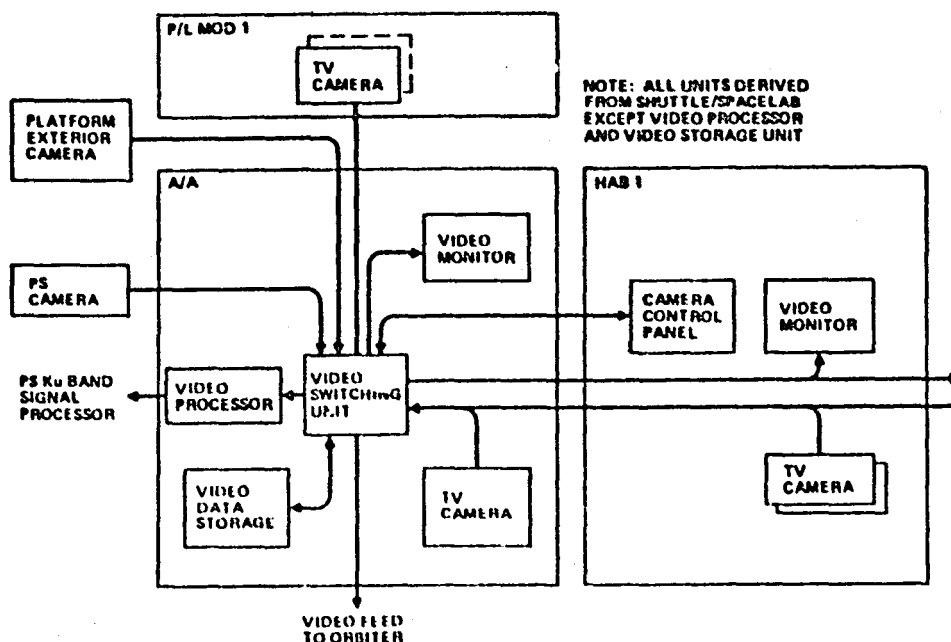 P/L MOD 1
TV
CAMERA
NOTE: ALL UNITS DERIVED
FROM SHUTTLE/SPACELAB
EXCEPT VIDEO PROCESSOR
AND VIDEO STORAGE UNIT
PLATFORM
EXTERIOR
CAMERA
A/A
HAB 1
VIDEO
MONITOR
PS
CAMERA
CAMERA
CONTROL
PANEL
VIDEO
MONITOR
PS Ku BAND
SIGNAL
PROCESSOR
VIDEO
PROCESSOR
VIDEO
SWITCHING
UNIT
VIDEO
DATA
STORAGE
TV
CAMERA
TV
CAMERA
VIDEO FEED
TO ORBITER